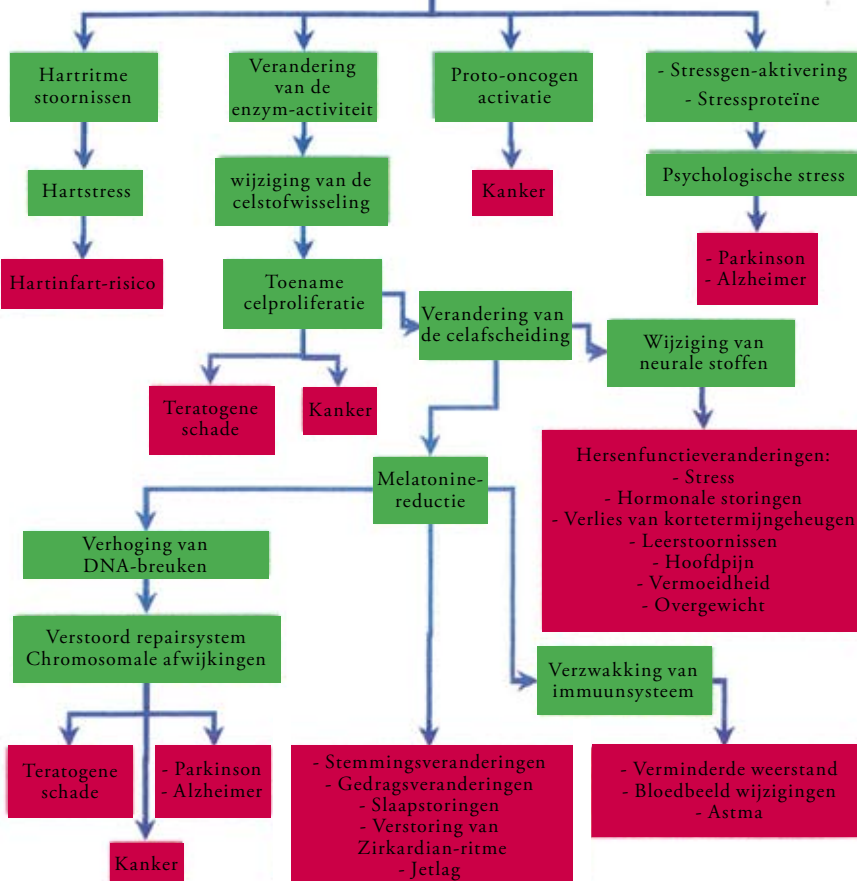 Hartritme
stoornissen
Verandering
van de
enzym-activiteit
Proto-oncogen
activatie
- Stressgen-aktivering
- Stressproteïne
Hartstress
wijziging van de
celstofwisseling
Kanker
Psychologische stress
Hartinfart-risico
Toename
celproliferatie
- Parkinson
- Alzheimer
Verandering van
de celafscheiding
Wijziging van
neurale stoffen
Teratogene
schade
Kanker
Hersenfunctieveranderingen:
- Stress
- Hormonale storingen
- Verlies van kortetermijngeheugen
- Leerstoornissen
- Hoofdpijn
- Vermoeidheid
- Overgewicht
Melatonine-
reductie
Verhoging van
DNA-breuken
Verstoord repairsystem
Chromosomale afwijkingen
Verzwakking van
immuunsysteem
Teratogene
schade
- Parkinson
- Alzheimer
Kanker
- Stemmingsveranderingen
- Gedragsveranderingen
- Slaapstoringen
- Verstoring van
Zirkardian-ritme
- Jetlag
- Verminderde weerstand
- Bloedbeeld wijzigingen
- Astma